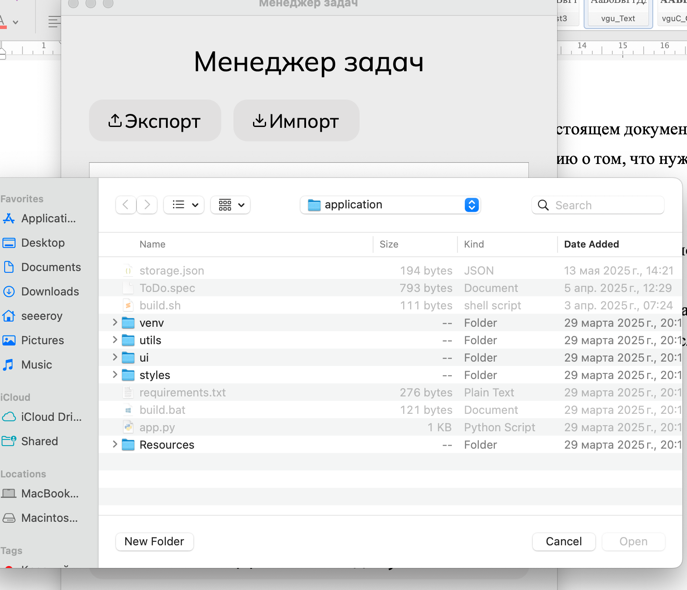 Менеджер задач
st3
vgu_Text
1
14 15 16
Менеджер задач
Экспорт
Импорт
стоящем докумен
ию о том, что нуж
application
Search
Favorites
Applicati...
Desktop
Documents
Downloads
seeeroy
Pictures
Music
iCloud
iCloud Dri...
Shared
Locations
MacBook...
Macintos...
Tags
Name Size Kind Date Added
storage.json 194 bytes JSON 13 мая 2025 г., 14:21
ToDo.spec 793 bytes Document 5 апр. 2025 г., 12:29
build.sh 111 bytes shell script 3 апр. 2025 г., 07:24
venv -- Folder 29 марта 2025 г., 20:1
utils -- Folder 29 марта 2025 г., 20:1
ui -- Folder 29 марта 2025 г., 20:1
styles -- Folder 29 марта 2025 г., 20:1
requirements.txt 276 bytes Plain Text 29 марта 2025 г., 20:1
build.bat 121 bytes Document 29 марта 2025 г., 20:1
app.py 1 KB Python Script 29 марта 2025 г., 20:1
Resources -- Folder 29 марта 2025 г., 20:1
New Folder
Cancel
Open